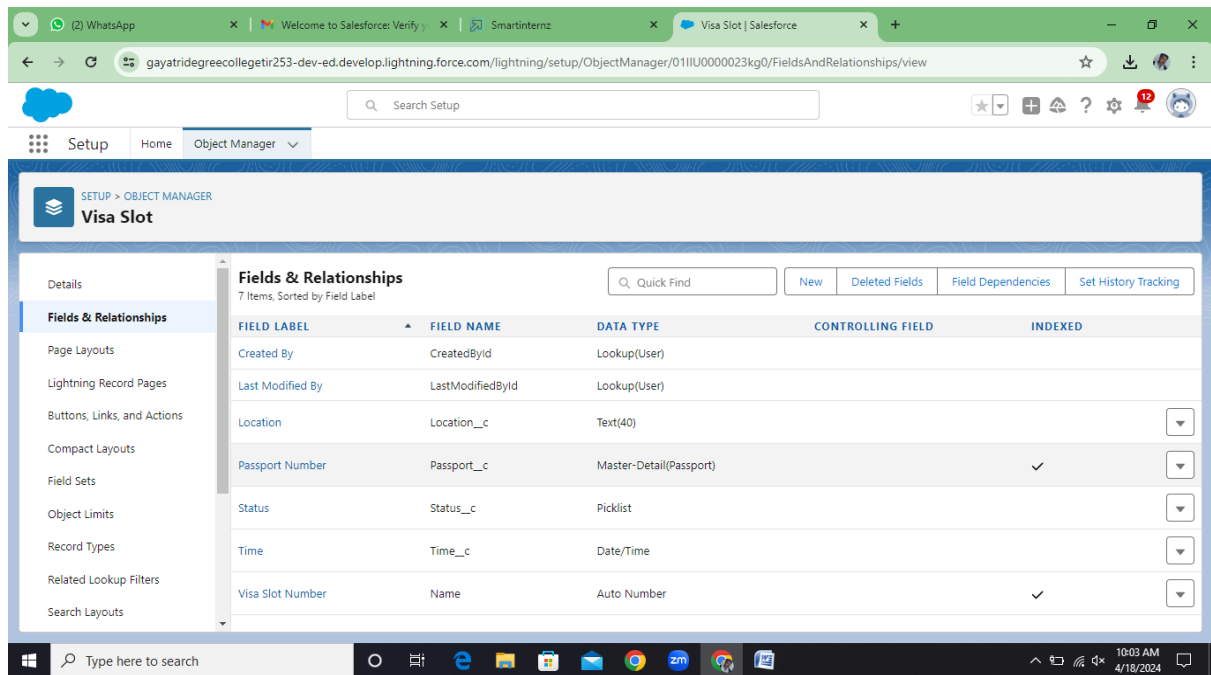 (2) WhatsApp
Welcome to Salesforce: Verify y
Smartinternz
Visa Slot | Salesforce
gayatridegreecollegetir253-dev-ed.develop.lightning.force.com/lightning/setup/ObjectManager/01IIU0000023kg0/FieldsAndRelationships/view
Search Setup
12
Setup Home Object Manager
SETUP > OBJECT MANAGER
Visa Slot
Details
Fields & Relationships
Page Layouts
Lightning Record Pages
Buttons, Links, and Actions
Compact Layouts
Field Sets
Object Limits
Record Types
Related Lookup Filters
Search Layouts
Fields & Relationships
7 Items, Sorted by Field Label
Quick Find
New Deleted Fields Field Dependencies Set History Tracking
FIELD LABEL FIELD NAME DATA TYPE CONTROLLING FIELD INDEXED
Created By CreatedById Lookup(User)
Last Modified By LastModifiedById Lookup(User)
Location Location__c Text(40)
Passport Number Passport__c Master-Detail(Passport)
Status Status__c Picklist
Time Time__c Date/Time
Visa Slot Number Name Auto Number
Type here to search
zm
10:03 AM
4/18/2024